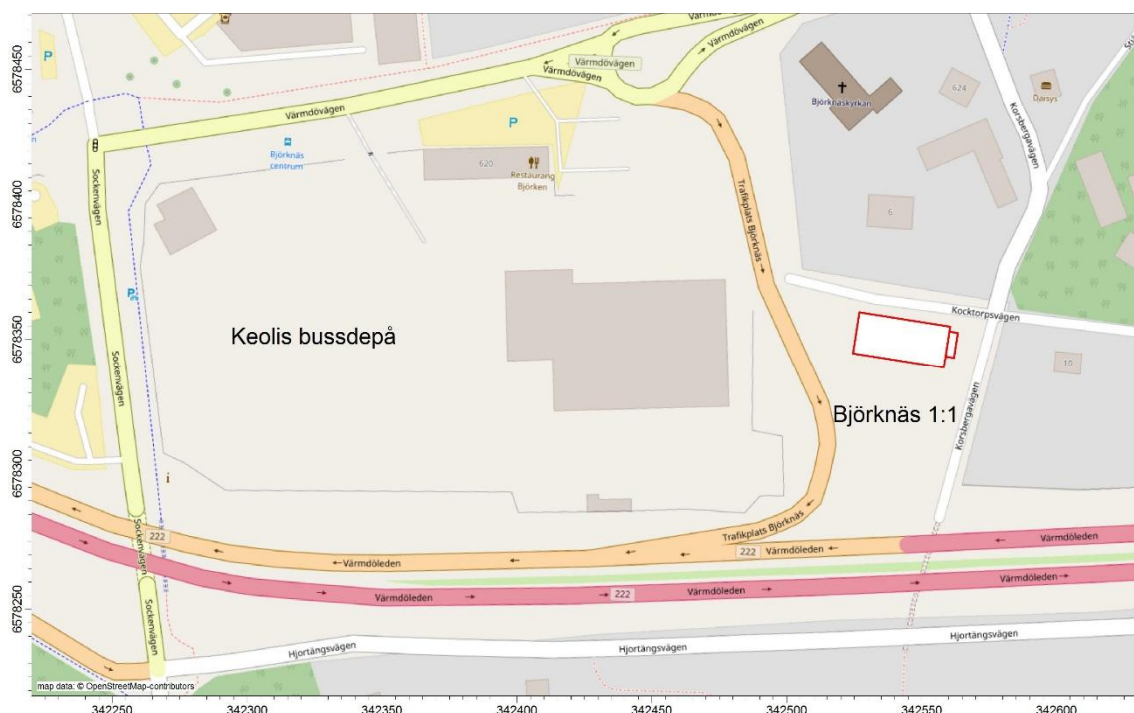 Värmdövägen
Värmdövägen
Värmdövägen
Värmdövägen
Värmdövägen
P
P
Björknäs
centrum
620
Restaurang
Björken
Björknäskyrkan
624
Darsys
Korsbergavägen
6
Sockenvägen
Trafikplats Björknäs
Kocktorpsvägen
Keolis bussdepå
Björknäs 1:1
10
P
Sockenvägen
Korsbergavägen
i
Trafikplats Björknäs
222
Sockenvägen
Värmdöleden
222
Värmdöleden
Värmdöleden
Värmdöleden
Värmdöleden
222
Värmdöleden
Värmdöleden
Värmdöleden
Sockenvägen
Hjortängsvägen
Hjortängsvägen
Hjortängsvägen
map data: © OpenStreetMap-contributors
6578450
6578400
6578350
6578300
6578250
342250
342300
342350
342400
342450
342500
342550
342600